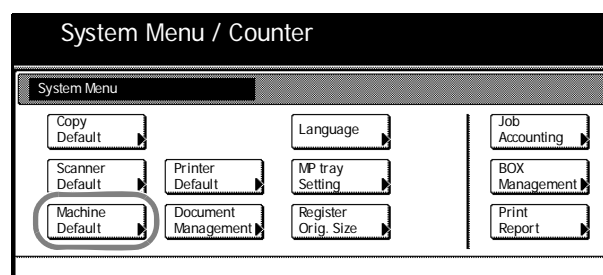 System Menu / Counter
System Menu
Copy
Default
Language
Job
Accounting
Scanner
Default
Printer
Default
MP tray
Setting
BOX
Management
Machine
Default
Document
Management
Register
Orig. Size
Print
Report